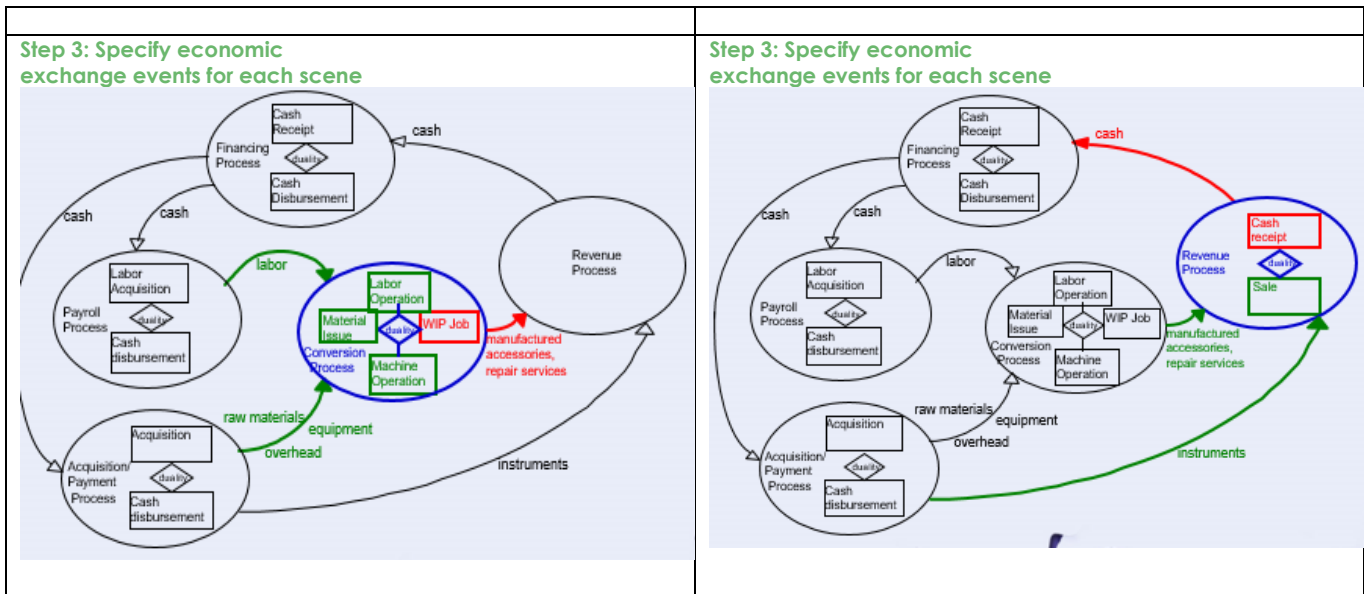 Step 3: Specify economic
exchange events for each scene
Cash
Receipt
Financing
Process
duality
Cash
Disbursement
cash
cash
cash
Labor
Acquisition
Payroll
Process
duality
Cash
disbursement
labor
Labor
Operation
Material
Issue
duality
WIP Job
Conversion
Process
Machine
Operation
Revenue
Process
manufactured
accessories,
repair services
raw materials
equipment
overhead
Acquisition
Acquisition/
Payment
Process
duality
Cash
disbursement
instruments
Step 3: Specify economic
exchange events for each scene
Cash
Receipt
Financing
Process
duality
Cash
Disbursement
cash
cash
cash
Labor
Acquisition
Payroll
Process
duality
Cash
disbursement
labor
Labor
Operation
Material
Issue
duality
WIP Job
Conversion
Process
Machine
Operation
Cash
receipt
Revenue
Process
duality
Sale
manufactured
accessories,
repair services
raw materials
equipment
overhead
Acquisition
Acquisition/
Payment
Process
duality
Cash
disbursement
instruments